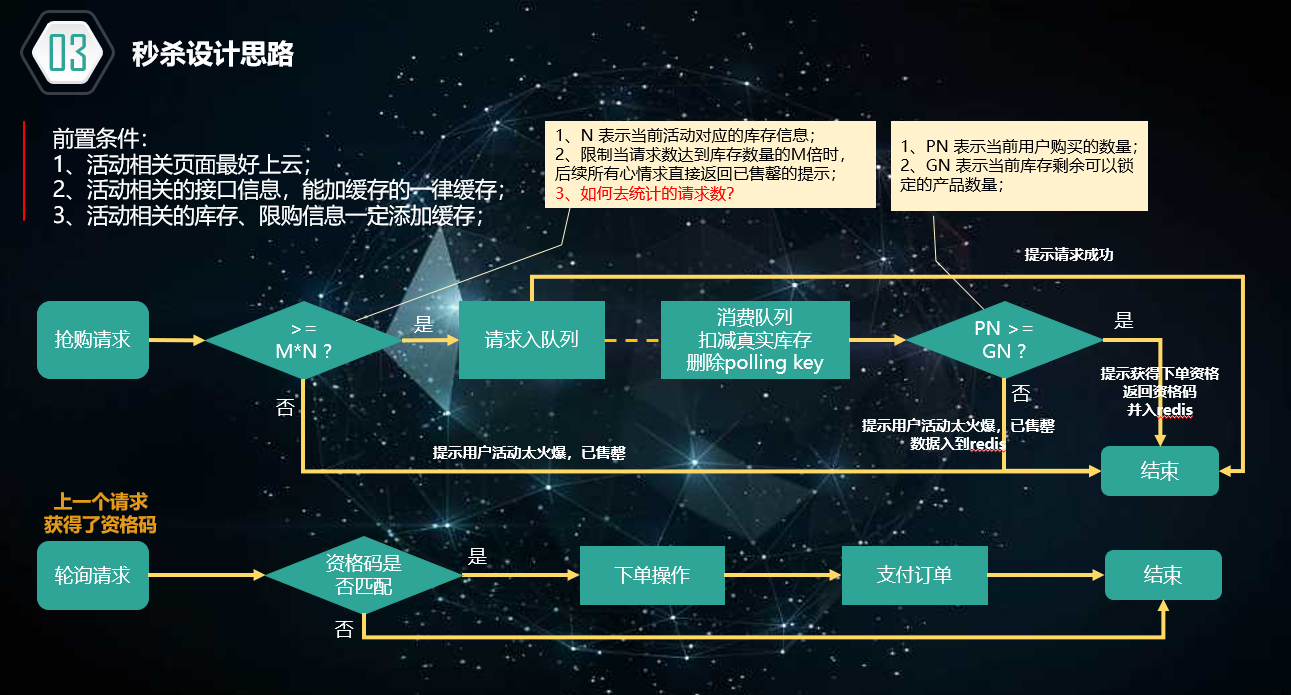 03
秒杀设计思路
前置条件：
1、活动相关页面最好上云；
2、活动相关的接口信息，能加缓存的一律缓存；
3、活动相关的库存、限购信息一定添加缓存；
1、N 表示当前活动对应的库存信息；
2、限制当请求数达到库存数量的M倍时，
后续所有心情求直接返回已售罄的提示；
3、如何去统计的请求数？
1、PN 表示当前用户购买的数量；
2、GN 表示当前库存剩余可以锁
定的产品数量；
提示请求成功
抢购请求
>=
M*N ?
是
请求入队列
消费队列
扣减真实库存
删除polling key
PN >=
GN ?
是
否
否
提示获得下单资格
返回资格码
并入redis
提示用户活动太火爆，已售罄
提示用户活动太火爆，已售罄
数据入到redis
结束
上一个请求
获得了资格码
轮询请求
资格码是
否匹配
是
下单操作
支付订单
结束
否